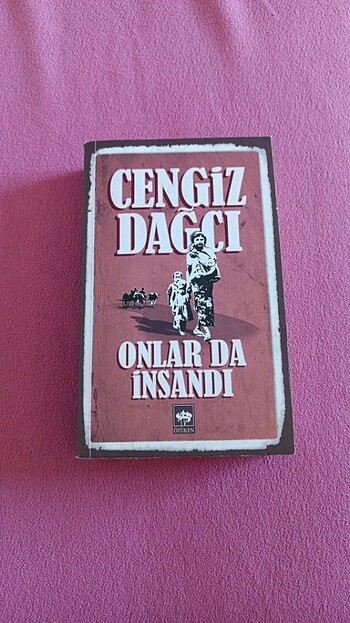 CENGİZ
DAĞCI
ONLAR DA
İNSANDI
ÖTÜKEN